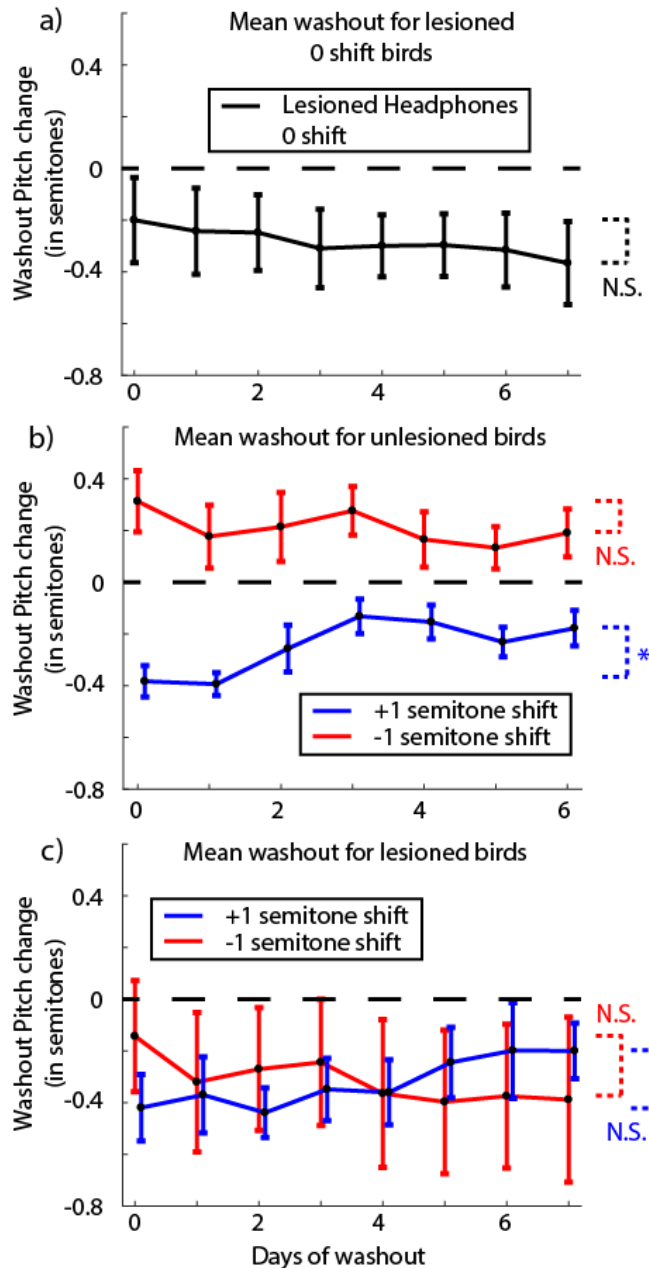 a)
Mean washout for lesioned
0 shift birds
Washout Pitch change
(in semitones)
0.4
0
-0.4
-0.8
Lesioned Headphones
0 shift
N.S.
0 2 4 6
b)
Mean washout for unlesioned birds
Washout Pitch change
(in semitones)
0.4
0
-0.4
-0.8
N.S.
*
+1 semitone shift
-1 semitone shift
0 2 4 6
c)
Mean washout for lesioned birds
Washout Pitch change
(in semitones)
0.4
0
-0.4
-0.8
+1 semitone shift
-1 semitone shift
N.S.
N.S.
0 2 4 6
Days of washout